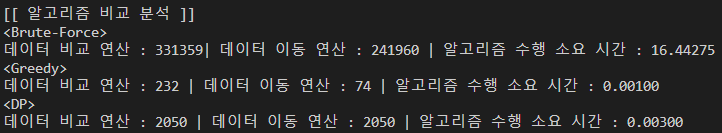 [[ 알고리즘 비교 분석 ]]
<Brute-Force>
데이터 비교 연산 : 331359| 데이터 이동 연산 : 241960 | 알고리즘 수행 소요 시간 : 16.44275
<Greedy>
데이터 비교 연산 : 232 | 데이터 이동 연산 : 74 | 알고리즘 수행 소요 시간 : 0.00100
<DP>
데이터 비교 연산 : 2050 | 데이터 이동 연산 : 2050 | 알고리즘 수행 소요 시간 : 0.00300